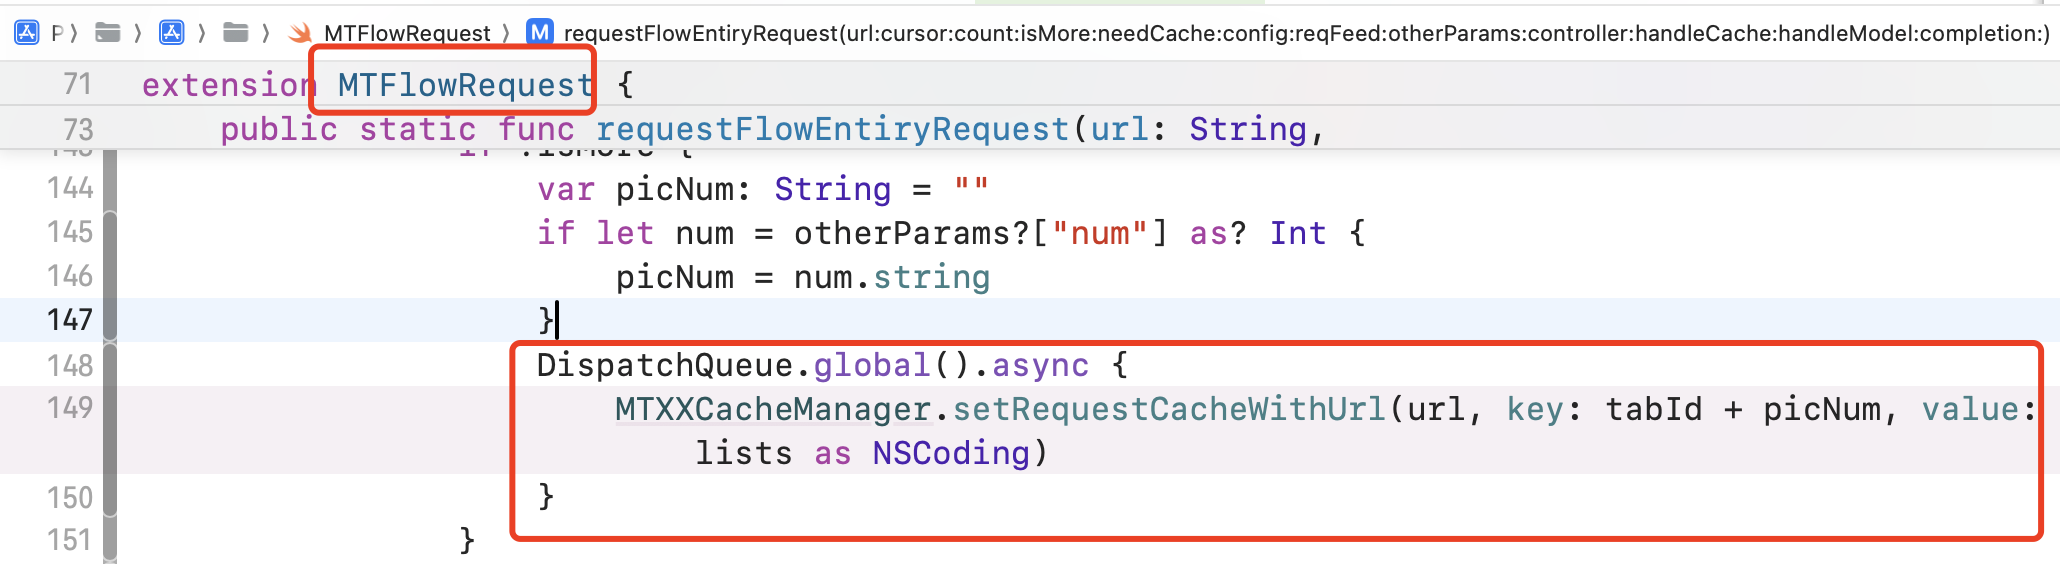 P 〉 〉 〉 MTFlowRequest 〉 M requestFlowEntiryRequest(url:cursor:count:isMore:needCache:config:reqFeed:otherParams:controller:handleCache:handleModel:completion:)
71 extension MTFlowRequest {
73 public static func requestFlowEntiryRequest(url: String,
144 var picNum: String = ""
145 if let num = otherParams?["num"] as? Int {
146 picNum = num.string
147 }
148 DispatchQueue.global().async {
149 MTXXCacheManager.setRequestCacheWithUrl(url, key: tabId + picNum, value:
lists as NSCoding)
150 }
151 }